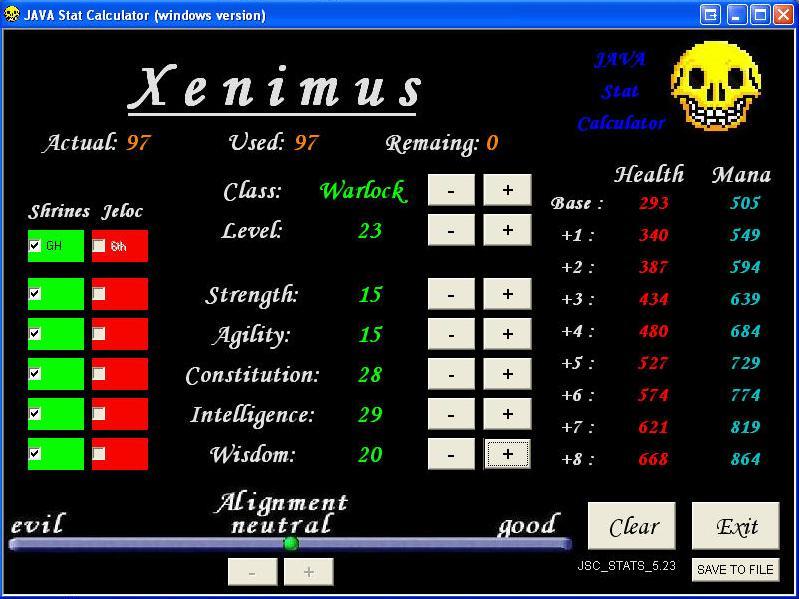 JAVA Stat Calculator (windows version)
Xenimus
JAVA
Stat
Calculator
Actual: 97 Used: 97 Remaing: 0
Health Mana
Class: Warlock - +
Base : 293 505
Shrines Jeloc
Level: 23 - +
+1 : 340 549
GH 6th
+2 : 387 594
Strength: 15 - +
+3 : 434 639
Agility: 15 - +
+4 : 480 684
Constitution: 28 - +
+5 : 527 729
+6 : 574 774
Intelligence: 29 - +
+7 : 621 819
Wisdom: 20 - +
+8 : 668 864
Alignment
evil neutral good
Clear Exit
- +
JSC_STATS_5.23 SAVE TO FILE